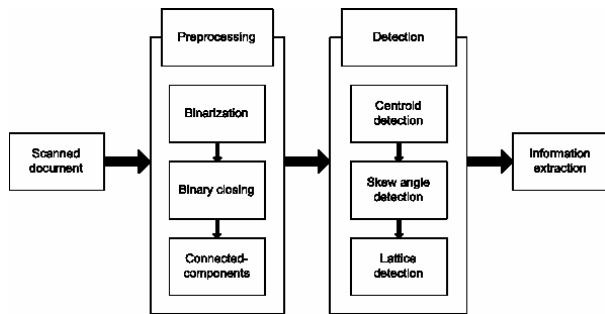 Preprocessing
Detection
Binarization
Centroid
detection
Scanned
document
Binary closing
Skew angle
detection
Information
extraction
Connected-
components
Lattice
detection